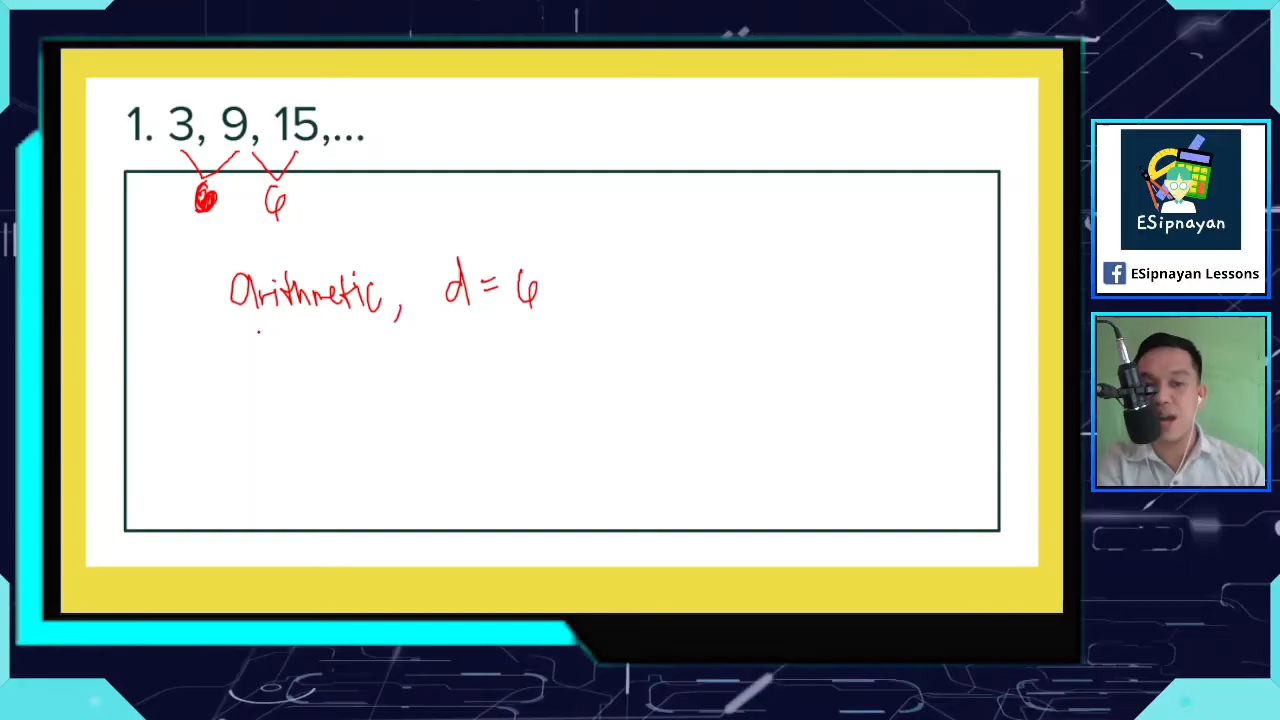 1. 3, 9, 15,...
6 6
arithmetic, d = 6
ESipnayan
ESipnayan Lessons